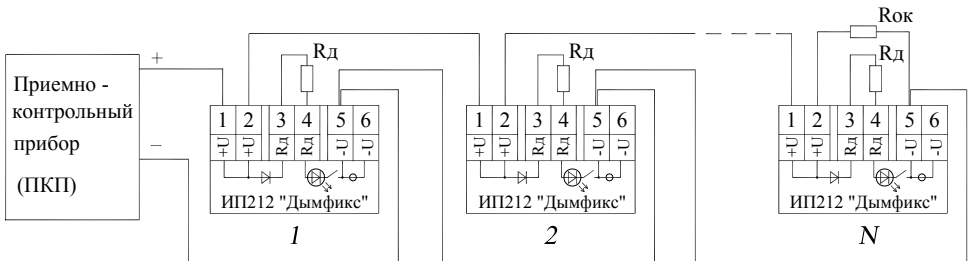 Rок
Rд Rд Rд
+
Приемно -
контрольный
прибор
(ПКП)
–
1 2 3 4 5 6
+U +U Rд Rд -U -U
ИП212 "Дымфикс"
1
1 2 3 4 5 6
+U +U Rд Rд -U -U
ИП212 "Дымфикс"
2
1 2 3 4 5 6
+U +U Rд Rд -U -U
ИП212 "Дымфикс"
N